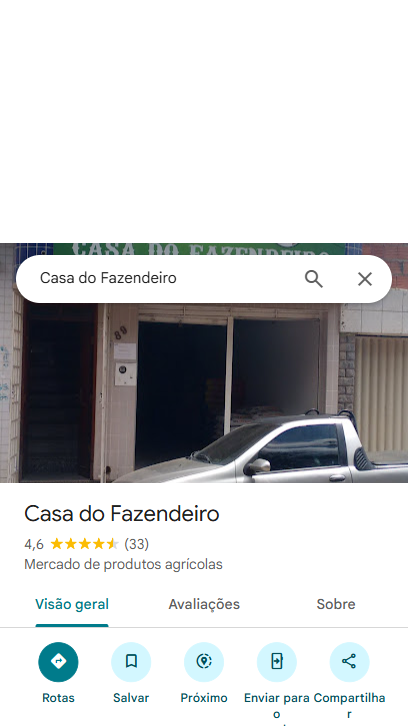 CASA DO FAZENDEIRO
Casa do Fazendeiro
89
Casa do Fazendeiro
4,6 (33)
Mercado de produtos agrícolas
Visão geral Avaliações Sobre
Rotas Salvar Próximo Enviar para Compartilha
o r